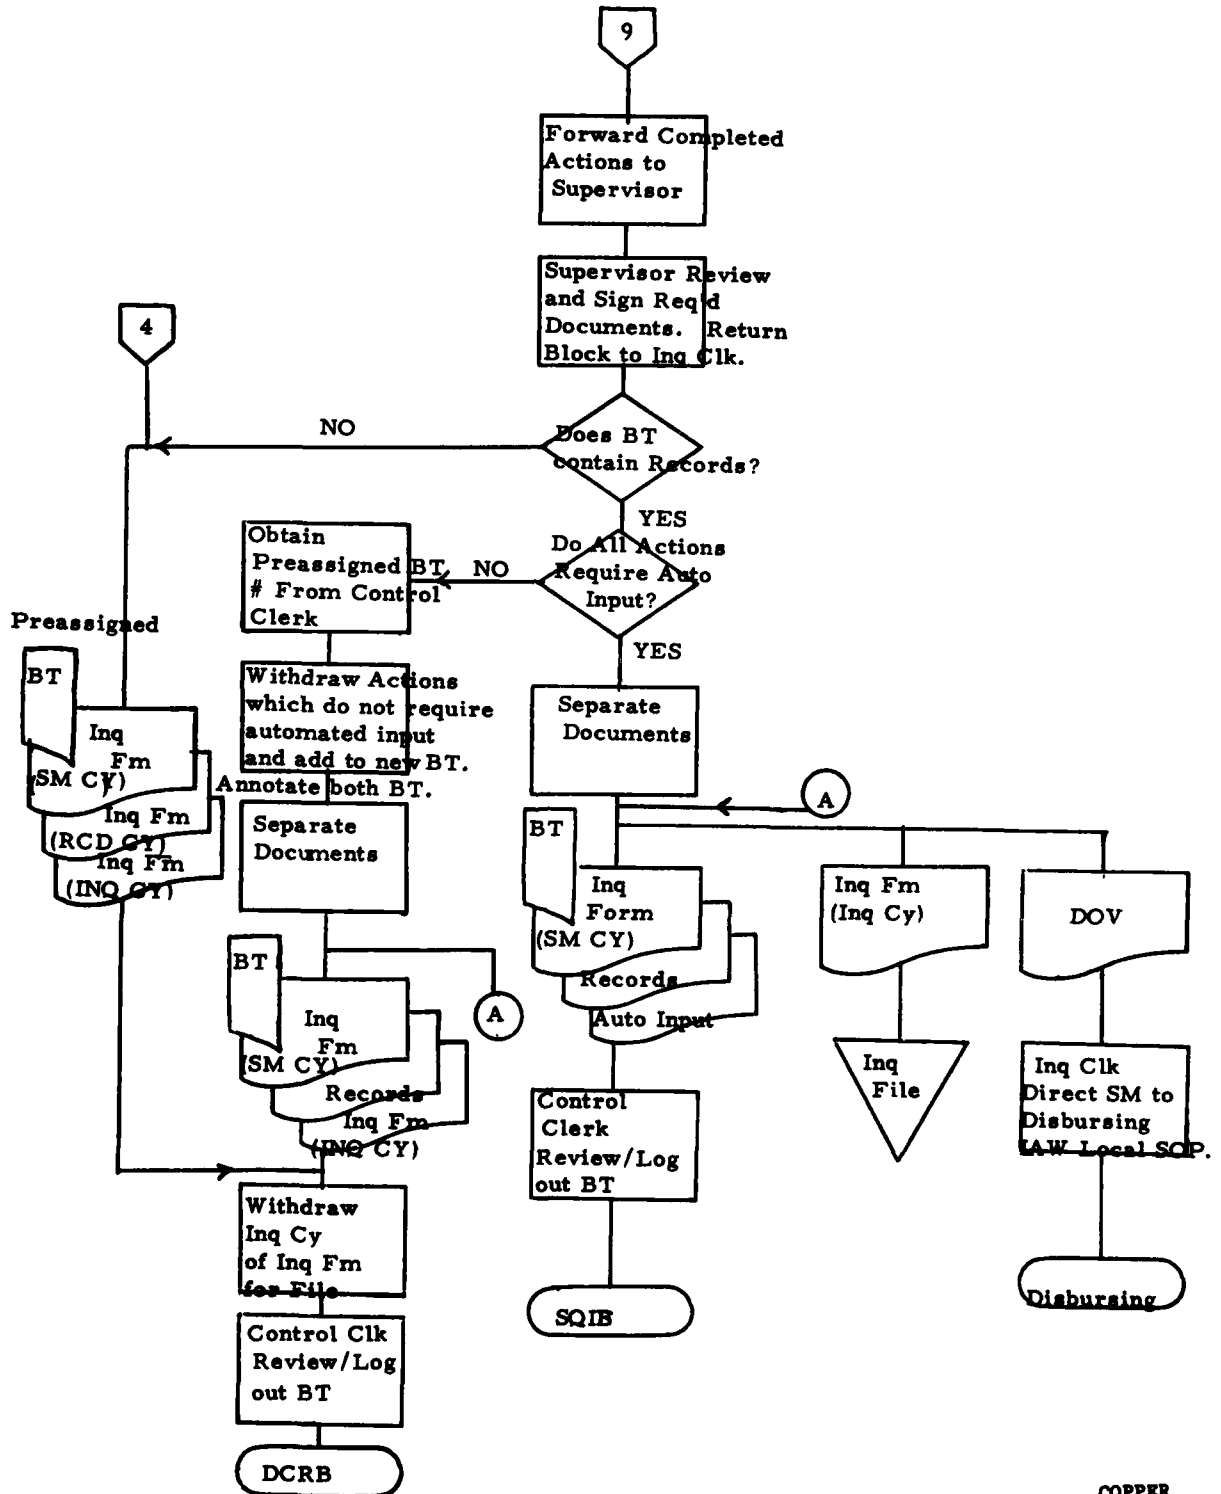 9
Forward Completed
Actions to
Supervisor
Supervisor Review
and Sign Req'd
Documents. Return
Block to Inq Clk.
4
NO
Does BT
contain Records?
YES
Obtain
Preassigned BT
# From Control
Clerk
NO
Do All Actions
Require Auto
Input?
YES
Preassigned
BT
Inq
Fm
(SM CY)
Inq Fm
(RCD CY)
Inq Fm
(INQ CY)
Withdraw Actions
which do not require
automated input
and add to new BT.
Annotate both BT.
Separate
Documents
Separate
Documents
A
BT
Inq
Form
(SM CY)
Records
Auto Input
Inq Fm
(Inq Cy)
DOV
BT
Inq
Fm
(SM CY)
Records
Inq Fm
(INQ CY)
A
Inq
File
Inq Clk
Direct SM to
Disbursing
IAW Local SOP.
Control
Clerk
Review/Log
out BT
Withdraw
Inq Cy
of Inq Fm
for File
SQIB
Disbursing
Control Clk
Review/Log
out BT
DCRB
COPPER